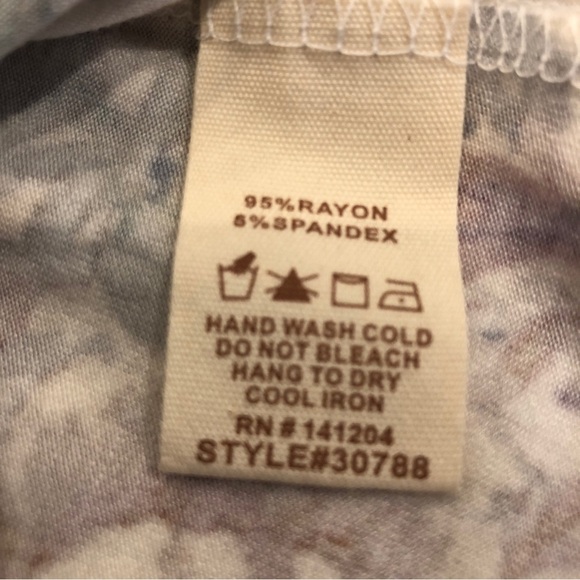 95%RAYON
5%SPANDEX
HAND WASH COLD
DO NOT BLEACH
HANG TO DRY
COOL IRON
RN # 141204
STYLE#30788